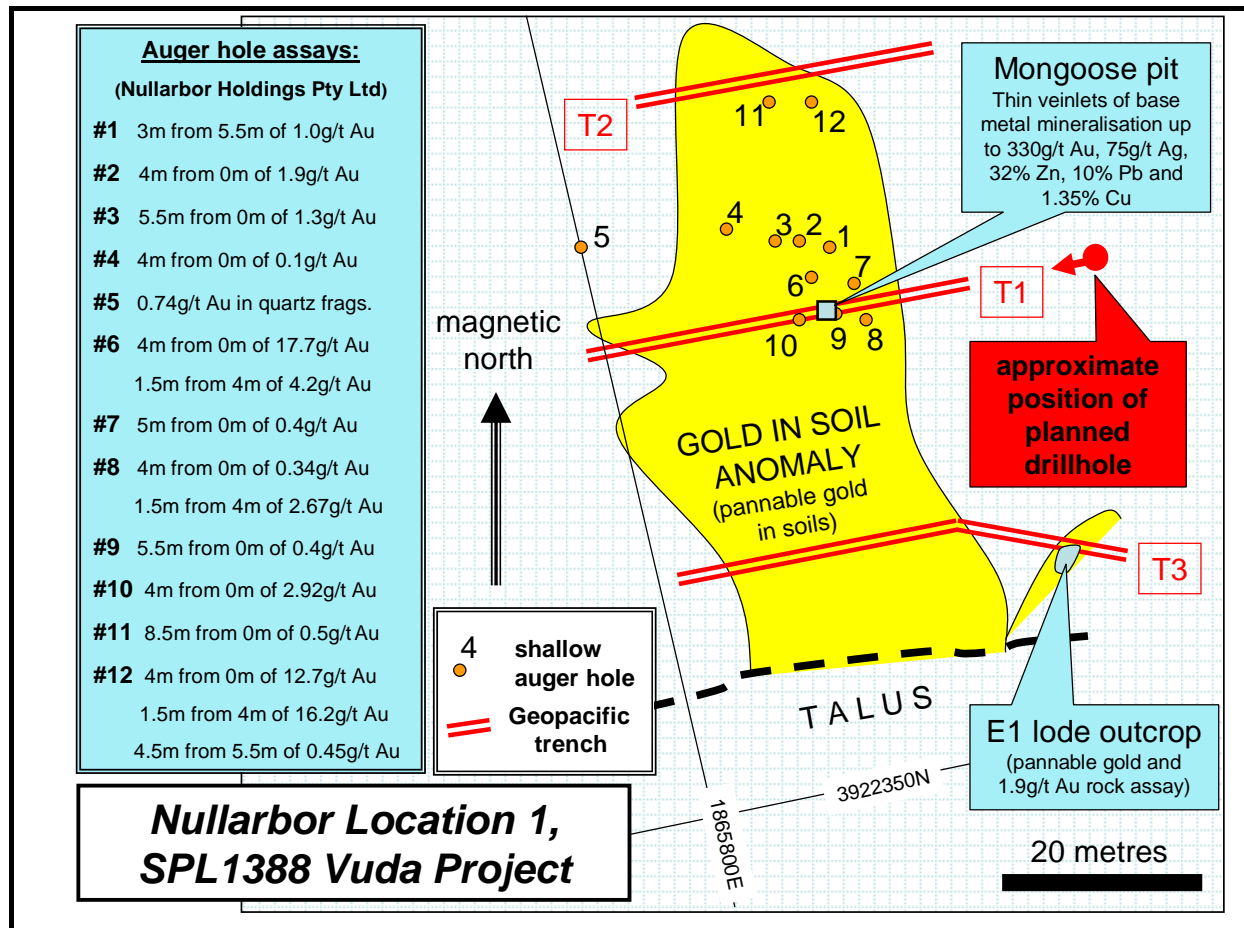 Auger hole assays:
(Nullarbor Holdings Pty Ltd)
#1 3m from 5.5m of 1.0g/t Au
#2 4m from 0m of 1.9g/t Au
#3 5.5m from 0m of 1.3g/t Au
#4 4m from 0m of 0.1g/t Au
#5 0.74g/t Au in quartz frags.
#6 4m from 0m of 17.7g/t Au
1.5m from 4m of 4.2g/t Au
#7 5m from 0m of 0.4g/t Au
#8 4m from 0m of 0.34g/t Au
1.5m from 4m of 2.67g/t Au
#9 5.5m from 0m of 0.4g/t Au
#10 4m from 0m of 2.92g/t Au
#11 8.5m from 0m of 0.5g/t Au
#12 4m from 0m of 12.7g/t Au
1.5m from 4m of 16.2g/t Au
4.5m from 5.5m of 0.45g/t Au
T2
11
12
Mongoose pit
Thin veinlets of base
metal mineralisation up
to 330g/t Au, 75g/t Ag,
32% Zn, 10% Pb and
1.35% Cu
5
4
3
2
1
6
7
T1
10
9
8
magnetic
north
approximate
position of
planned
drillhole
GOLD IN SOIL
ANOMALY
(pannable gold
in soils)
T3
4
shallow
auger hole
Geopacific
trench
TALUS
E1 lode outcrop
(pannable gold and
1.9g/t Au rock assay)
3922350N
1865800E
Nullarbor Location 1,
SPL1388 Vuda Project
20 metres